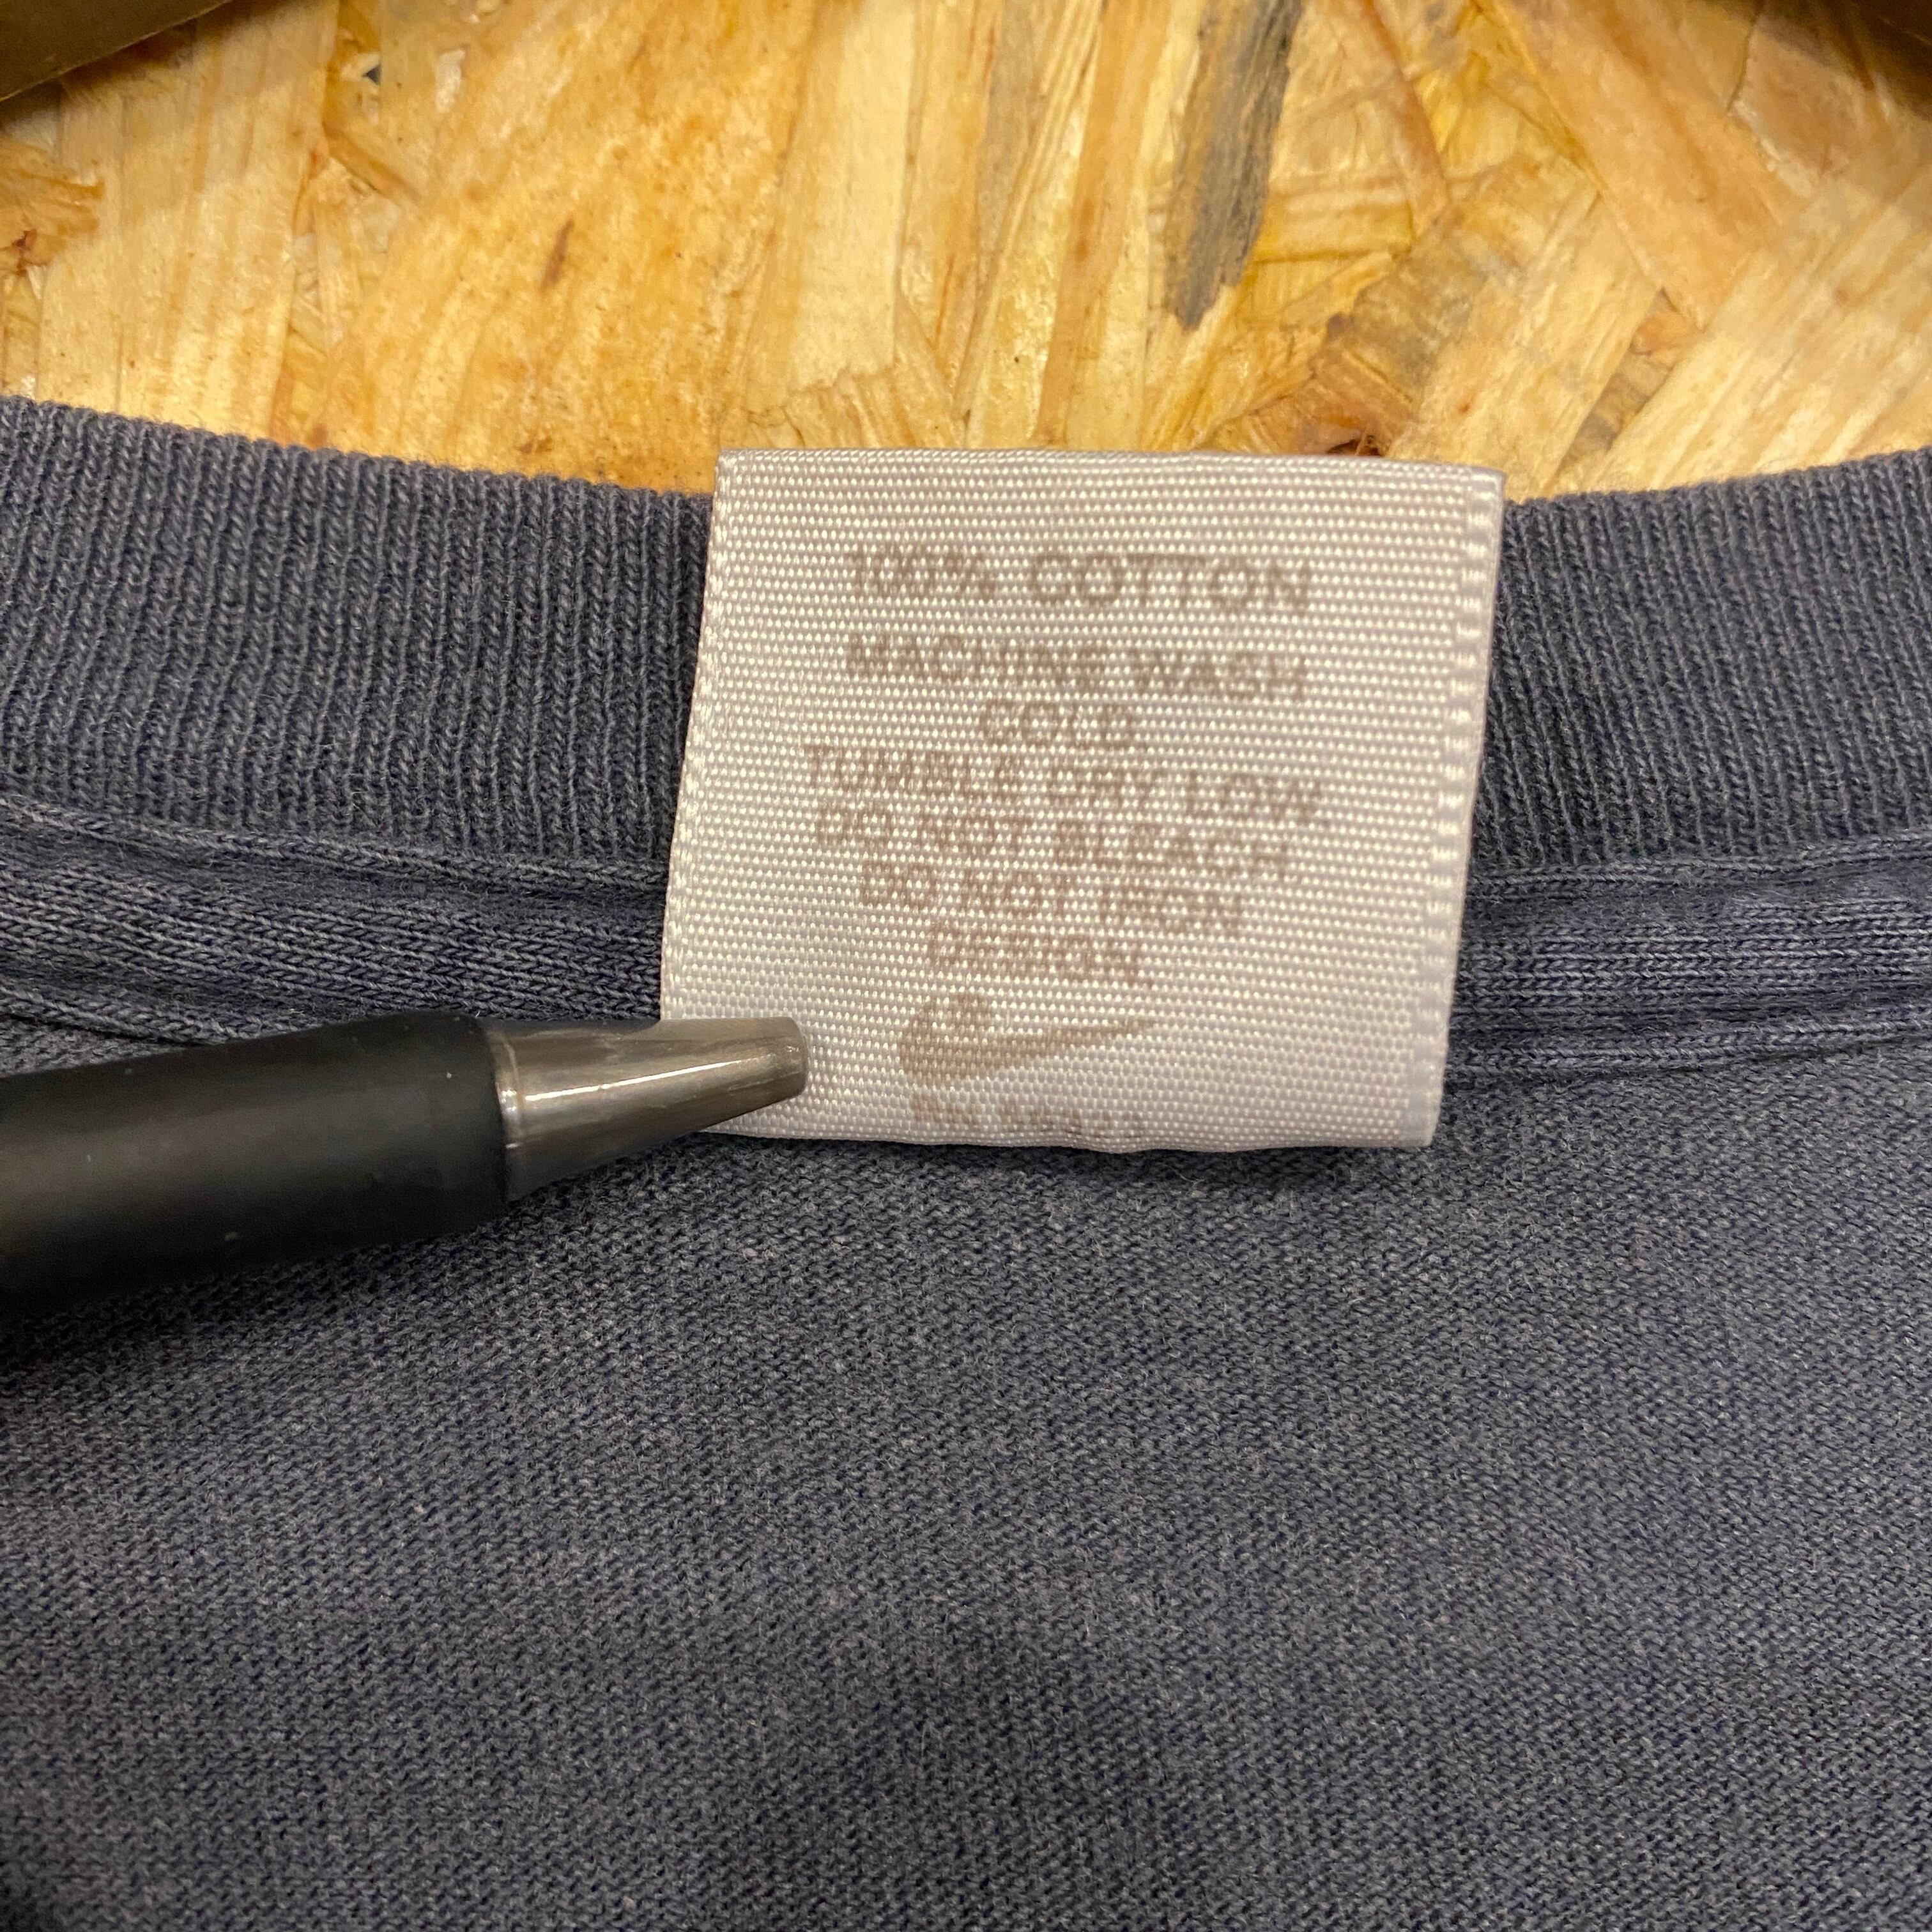 100% COTTON
MACHINE WASH
COLD
TUMBLE DRY LOW
DO NOT BLEACH
DO NOT IRON
DESIGN